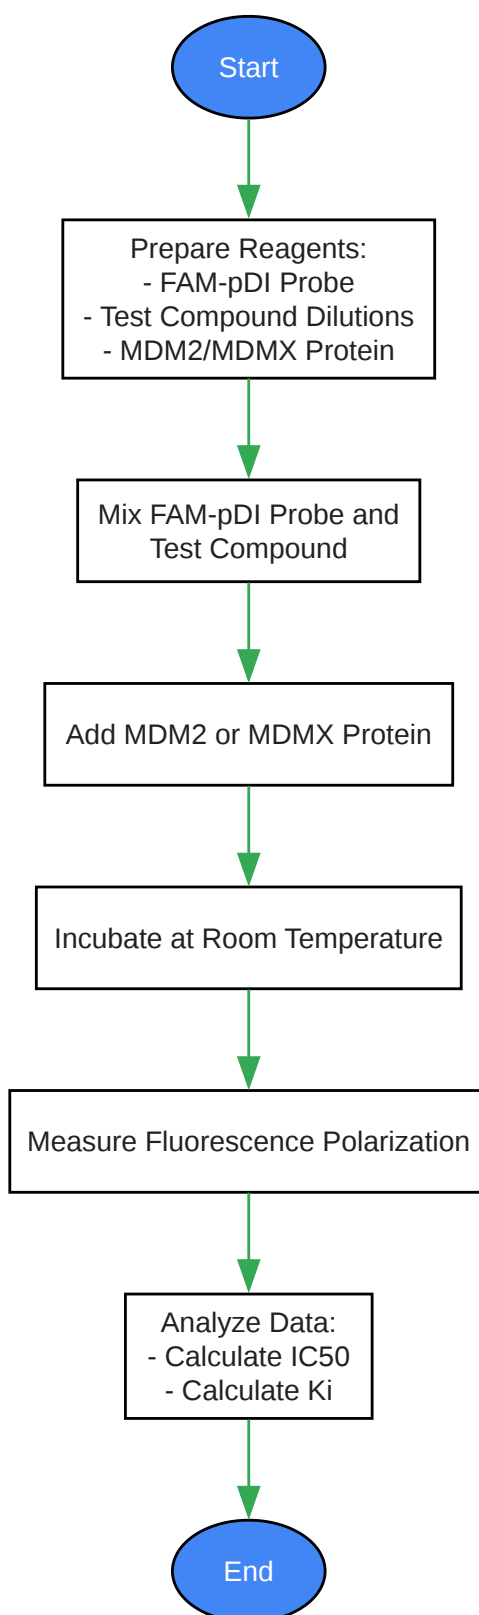 Start
Prepare Reagents:
- FAM-pDI Probe
- Test Compound Dilutions
- MDM2/MDMX Protein
Mix FAM-pDI Probe and
Test Compound
Add MDM2 or MDMX Protein
Incubate at Room Temperature
Measure Fluorescence Polarization
Analyze Data:
- Calculate IC50
- Calculate Ki
End